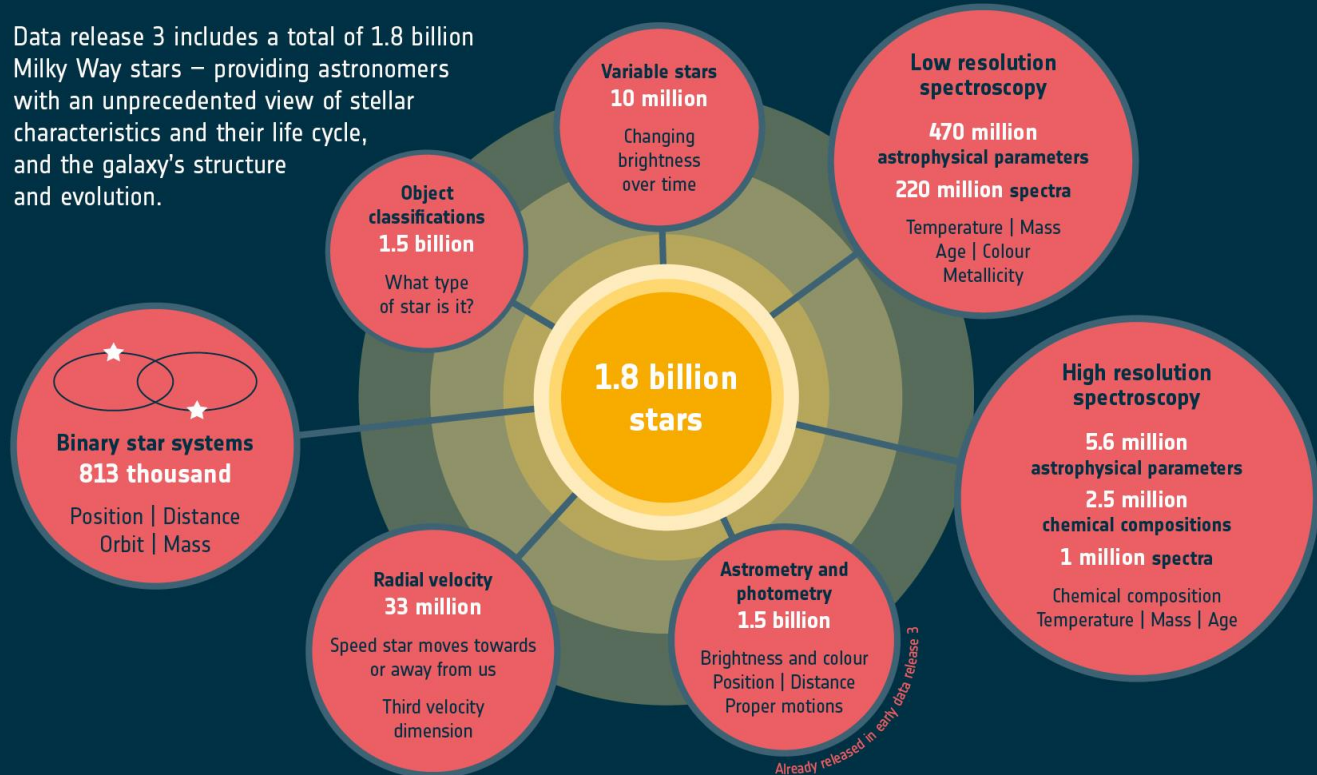 Data release 3 includes a total of 1.8 billion
Milky Way stars – providing astronomers
with an unprecedented view of stellar
characteristics and their life cycle,
and the galaxy's structure
and evolution.
Variable stars
10 million
Changing
brightness
over time
Low resolution
spectroscopy
470 million
astrophysical parameters
220 million spectra
Temperature | Mass
Age | Colour
Metallicity
Object
classifications
1.5 billion
What type
of star is it?
1.8 billion
stars
High resolution
spectroscopy
5.6 million
astrophysical parameters
2.5 million
chemical compositions
1 million spectra
Chemical composition
Temperature | Mass | Age
Binary star systems
813 thousand
Position | Distance
Orbit | Mass
Radial velocity
33 million
Speed star moves towards
or away from us
Third velocity
dimension
Astrometry and
photometry
1.5 billion
Brightness and colour
Position | Distance
Proper motions
Already released in early data release 3